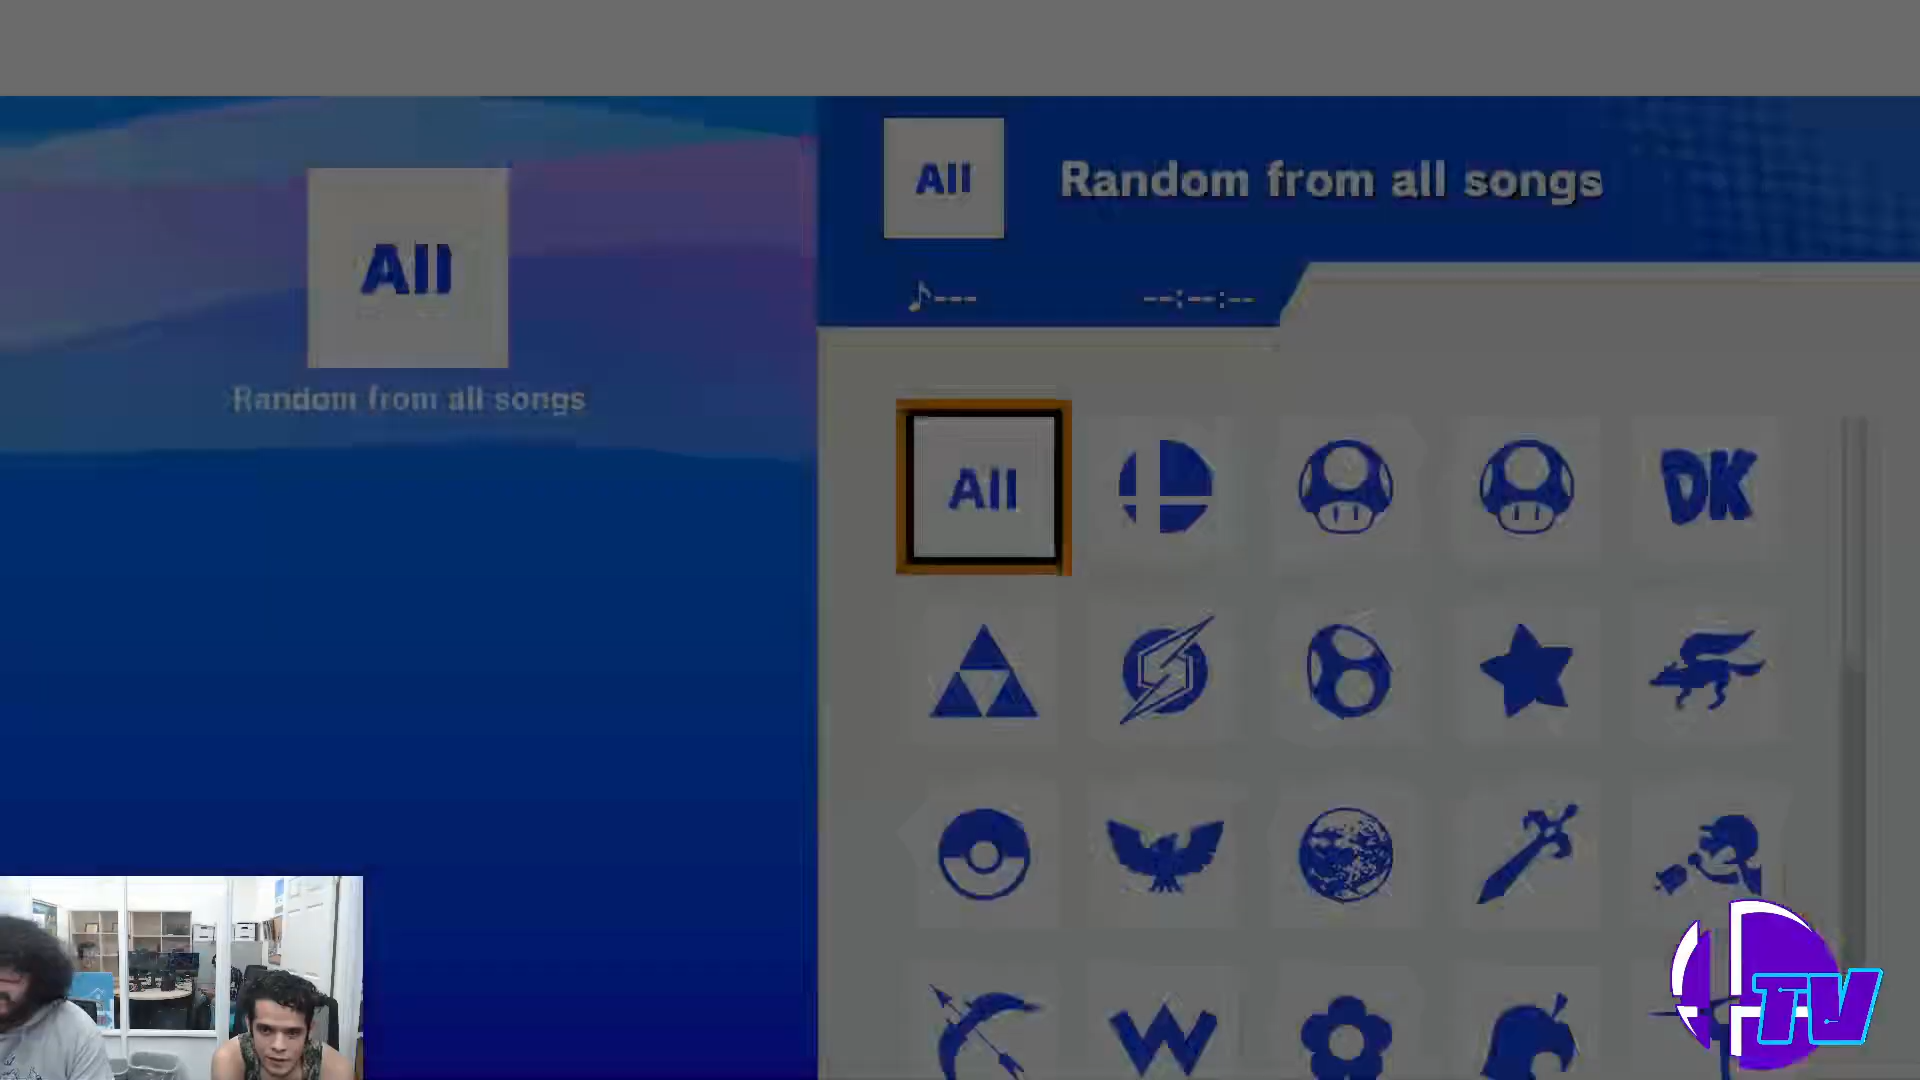 All
Random from all songs
All
Random from all songs
♪---
--:--:--
All
DK
TV